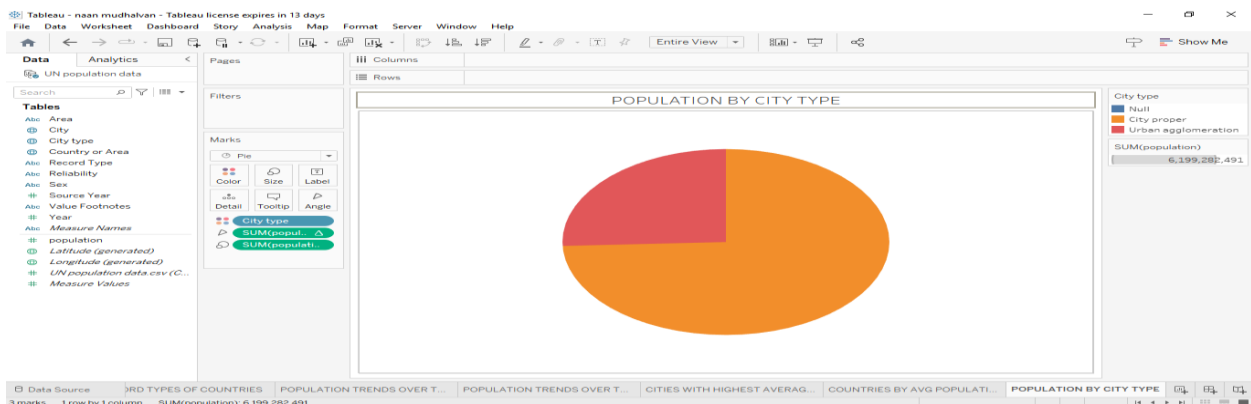 Tableau - naan mudhalvan - Tableau license expires in 13 days
File Data Worksheet Dashboard Story Analysis Map Format Server Window Help
Entire View
Show Me
Data Analytics
UN population data
Search
Tables
Abc Area
City
City type
Country or Area
Abc Record Type
Abc Reliability
Abc Sex
# Source Year
Abc Value Footnotes
# Year
Abc Measure Names
# population
Latitude (generated)
Longitude (generated)
# UN population data.csv (C...
# Measure Values
Pages
Filters
Marks
Pie
Color Size Label
Detail Tooltip Angle
City type
SUM(popul..
SUM(populati..
Columns
Rows
POPULATION BY CITY TYPE
City type
Null
City proper
Urban agglomeration
SUM(population)
6,199,282,491
Data Source ORD TYPES OF COUNTRIES POPULATION TRENDS OVER T... POPULATION TRENDS OVER T... CITIES WITH HIGHEST AVERAG... COUNTRIES BY AVG POPULATI... POPULATION BY CITY TYPE
3 marks 1 row by 1 column SUM(population): 6,199,282,491